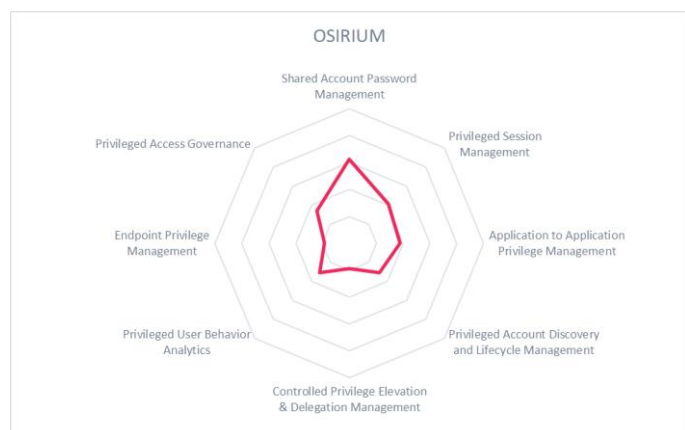 OSIRIUM
Shared Account Password
Management
Privileged Session
Management
Application to Application
Privilege Management
Privileged Account Discovery
and Lifecycle Management
Controlled Privilege Elevation
& Delegation Management
Privileged User Behavior
Analytics
Endpoint Privilege
Management
Privileged Access Governance